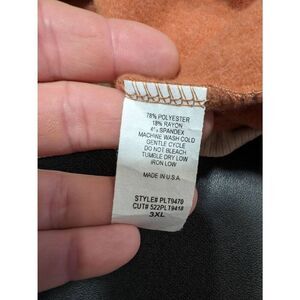 78% POLYESTER
18% RAYON
4% SPANDEX
MACHINE WASH COLD
GENTLE CYCLE
DO NOT BLEACH
TUMBLE DRY LOW
IRON LOW
MADE IN U.S.A.
STYLE# PLT9470
CUT# 522PLT9418
3XL